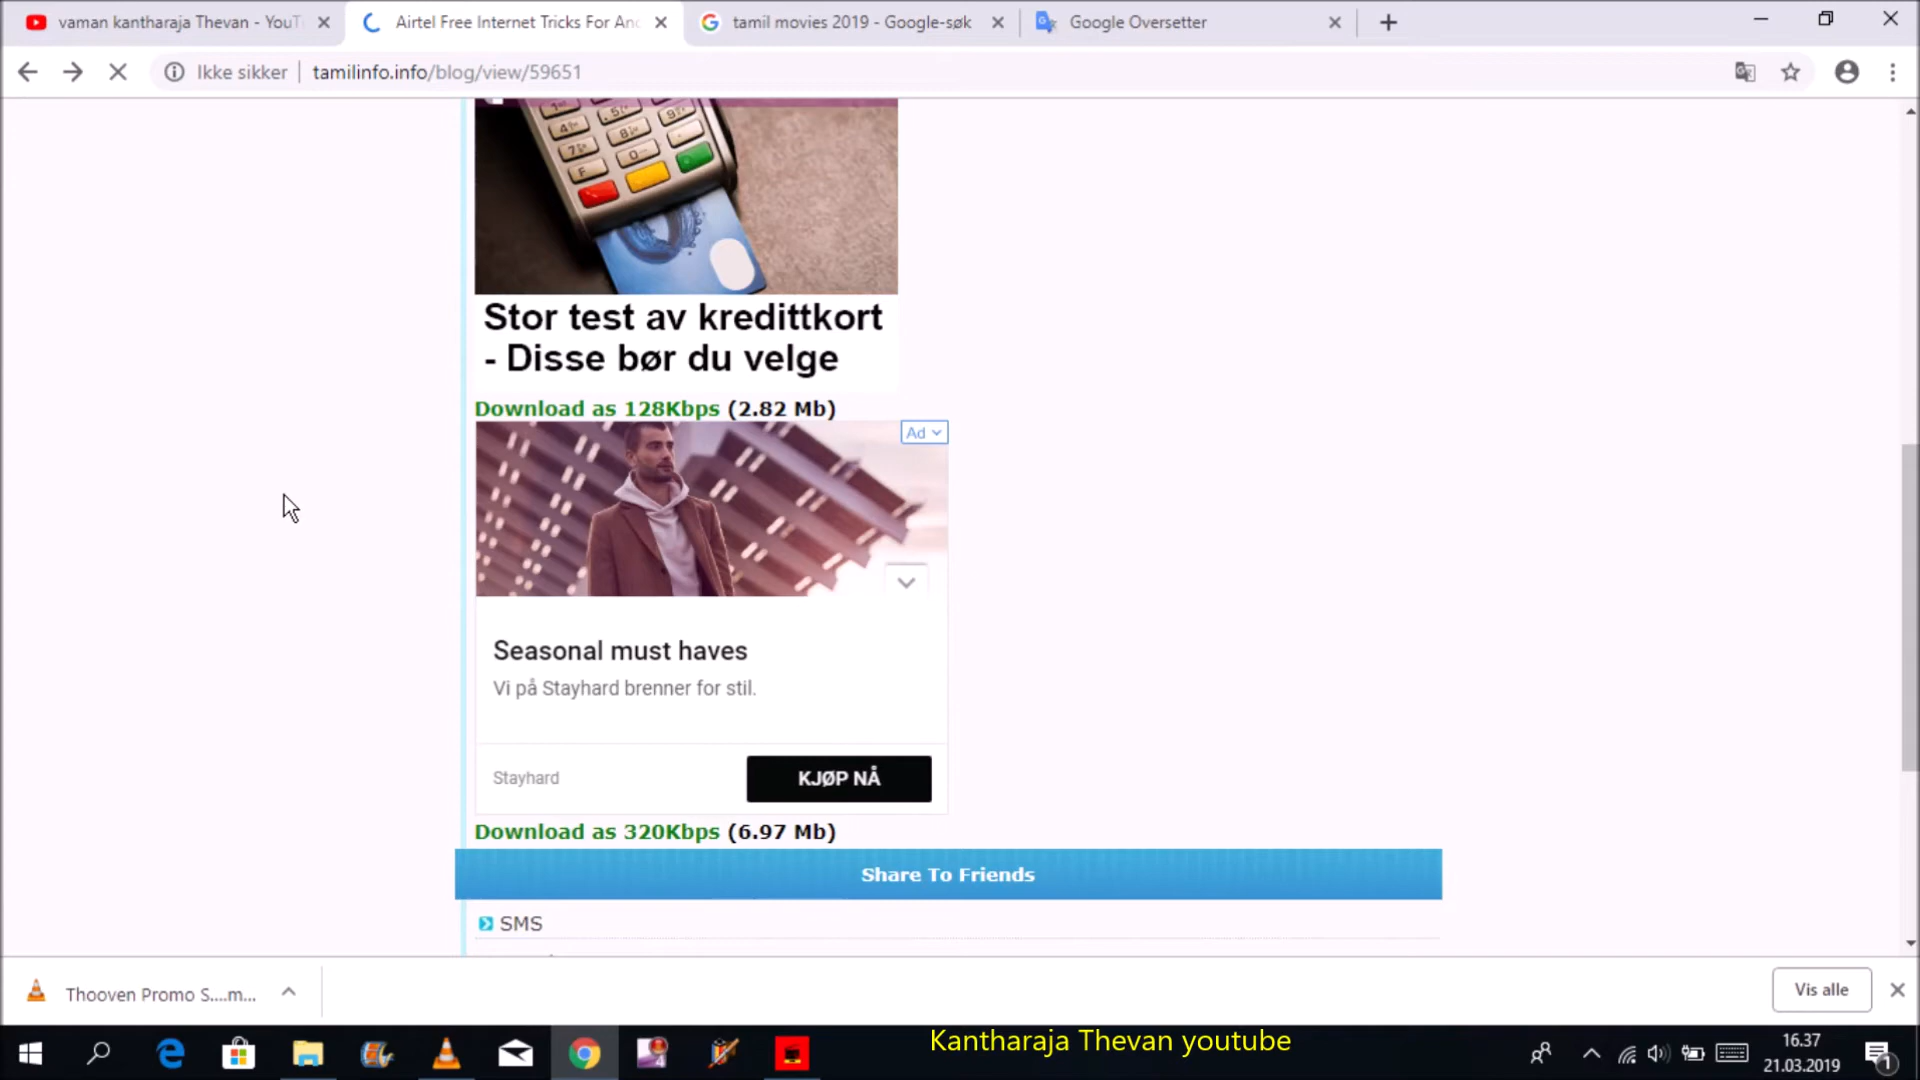 vaman kantharaja Thevan - YouT
Airtel Free Internet Tricks For And
tamil movies 2019 - Google-søk
Google Oversetter
Ikke sikker
tamilinfo.info/blog/view/59651
Stor test av kredittkort
- Disse bør du velge
Download as 128Kbps (2.82 Mb)
Ad
Seasonal must haves
Vi på Stayhard brenner for stil.
Stayhard
KJØP NÅ
Download as 320Kbps (6.97 Mb)
Share To Friends
SMS
Thooven Promo S....m...
Vis alle
Kantharaja Thevan youtube
16.37
21.03.2019
1